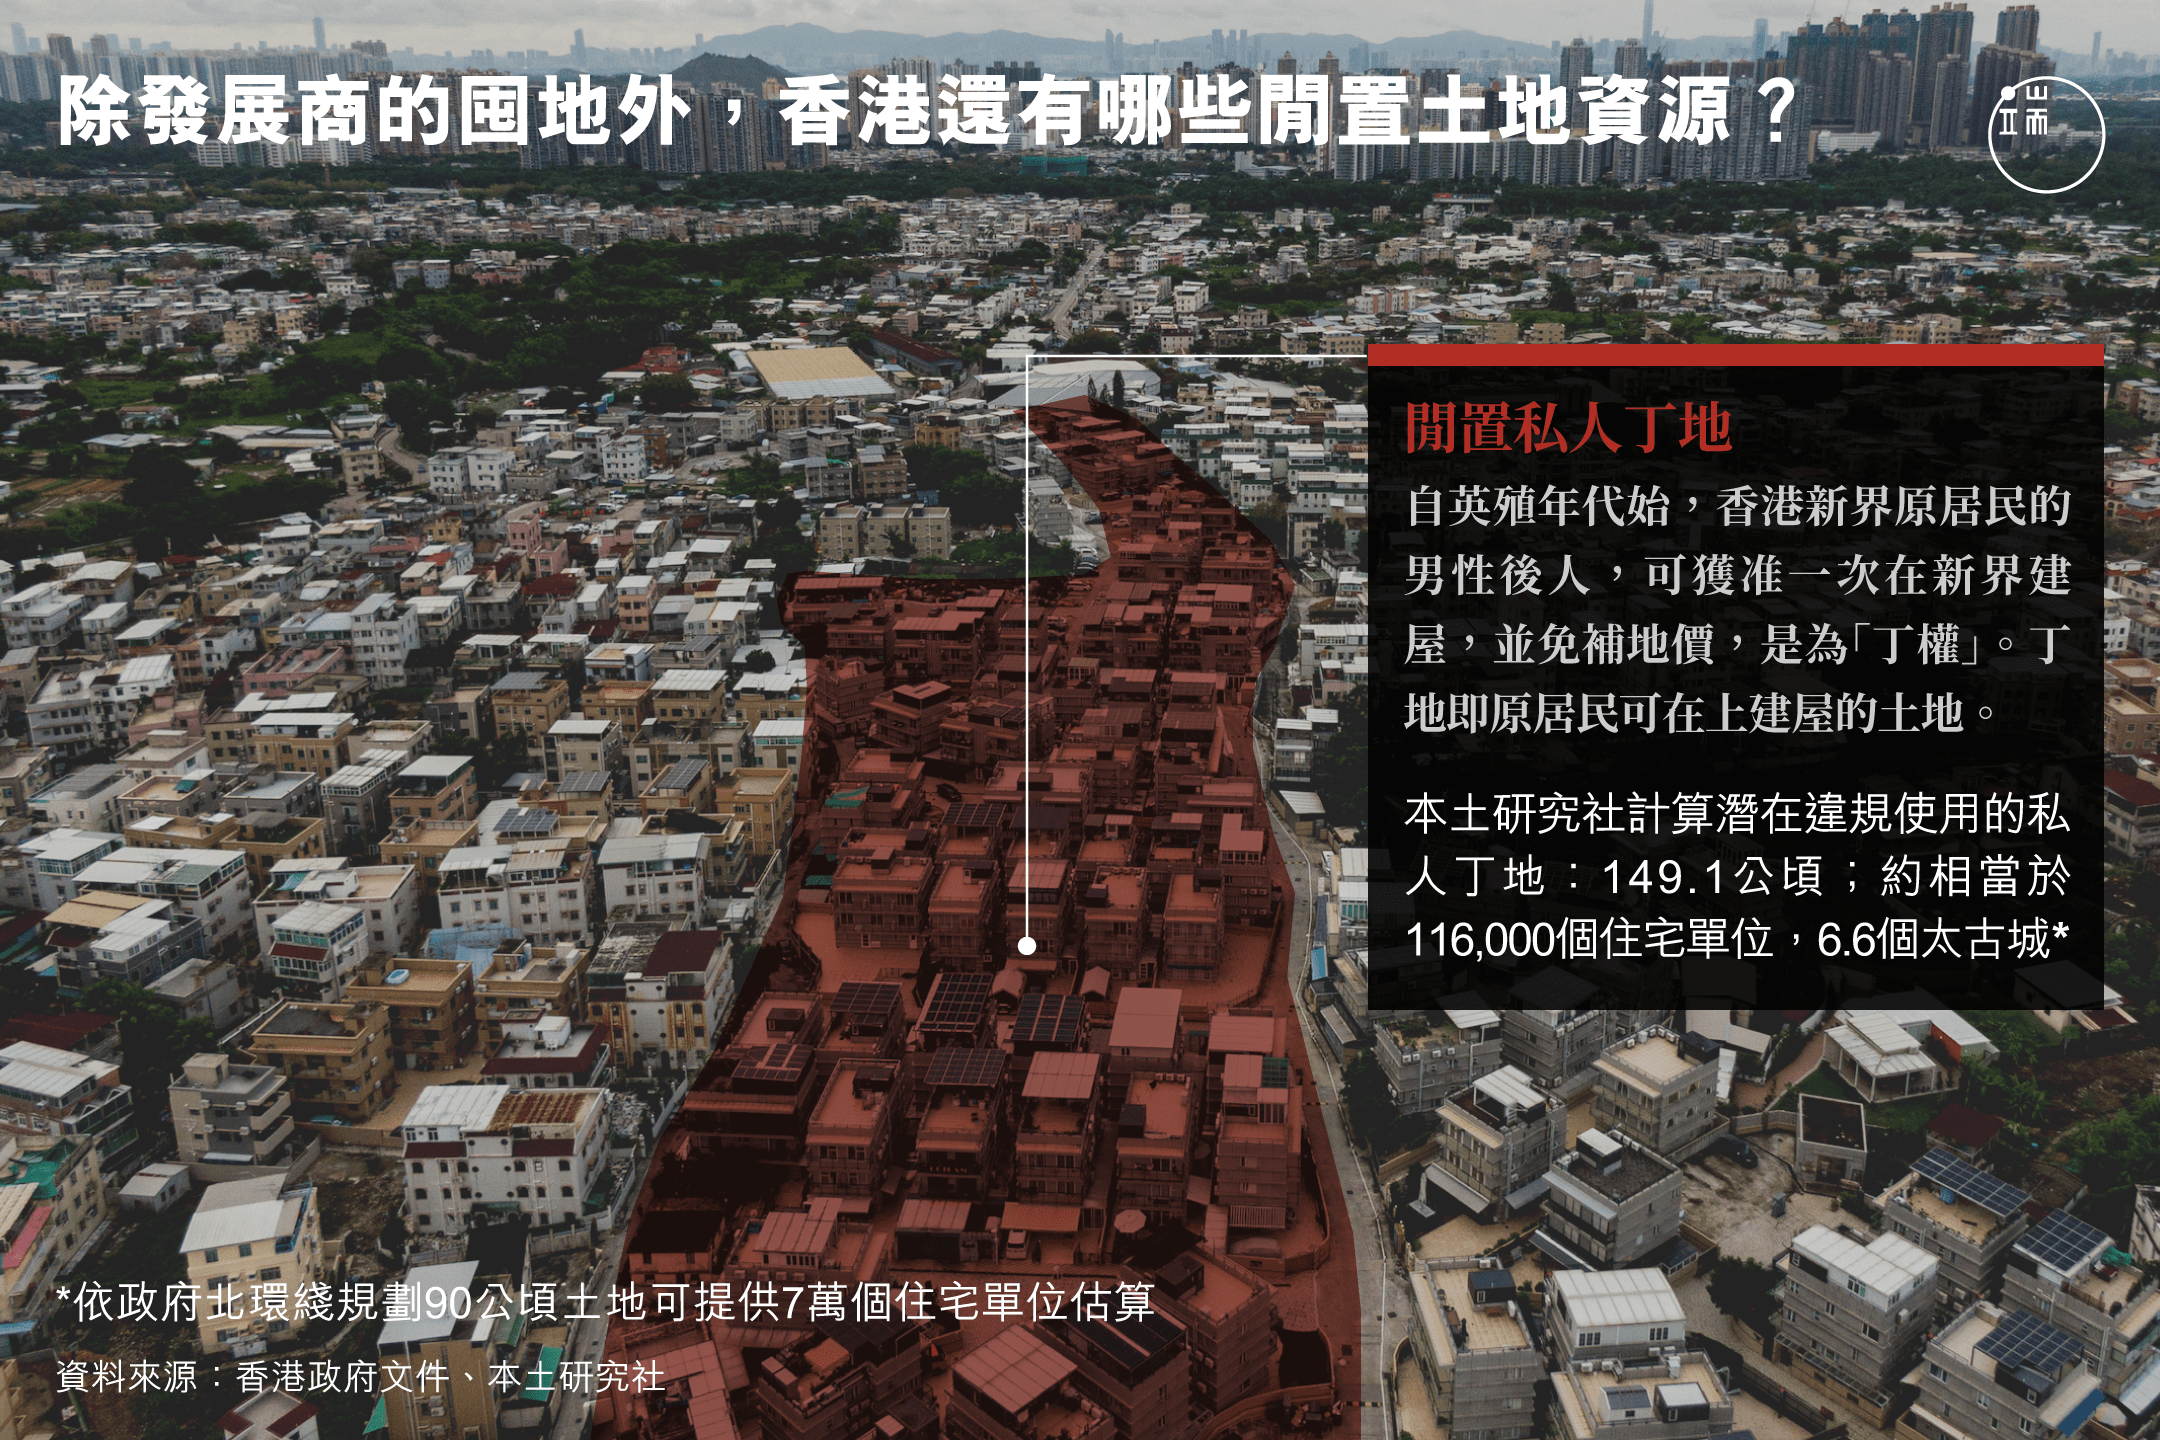 除發展商的囤地外，香港還有哪些閒置土地資源？
端
閒置私人丁地
自英殖年代始，香港新界原居民的
男性後人，可獲准一次在新界建
屋，並免補地價，是為「丁權」。丁
地即原居民可在上建屋的土地。
本土研究社計算潛在違規使用的私
人丁地：149.1公頃；約相當於
116,000個住宅單位，6.6個太古城*
*依政府北環綫規劃90公頃土地可提供7萬個住宅單位估算
資料來源：香港政府文件、本土研究社